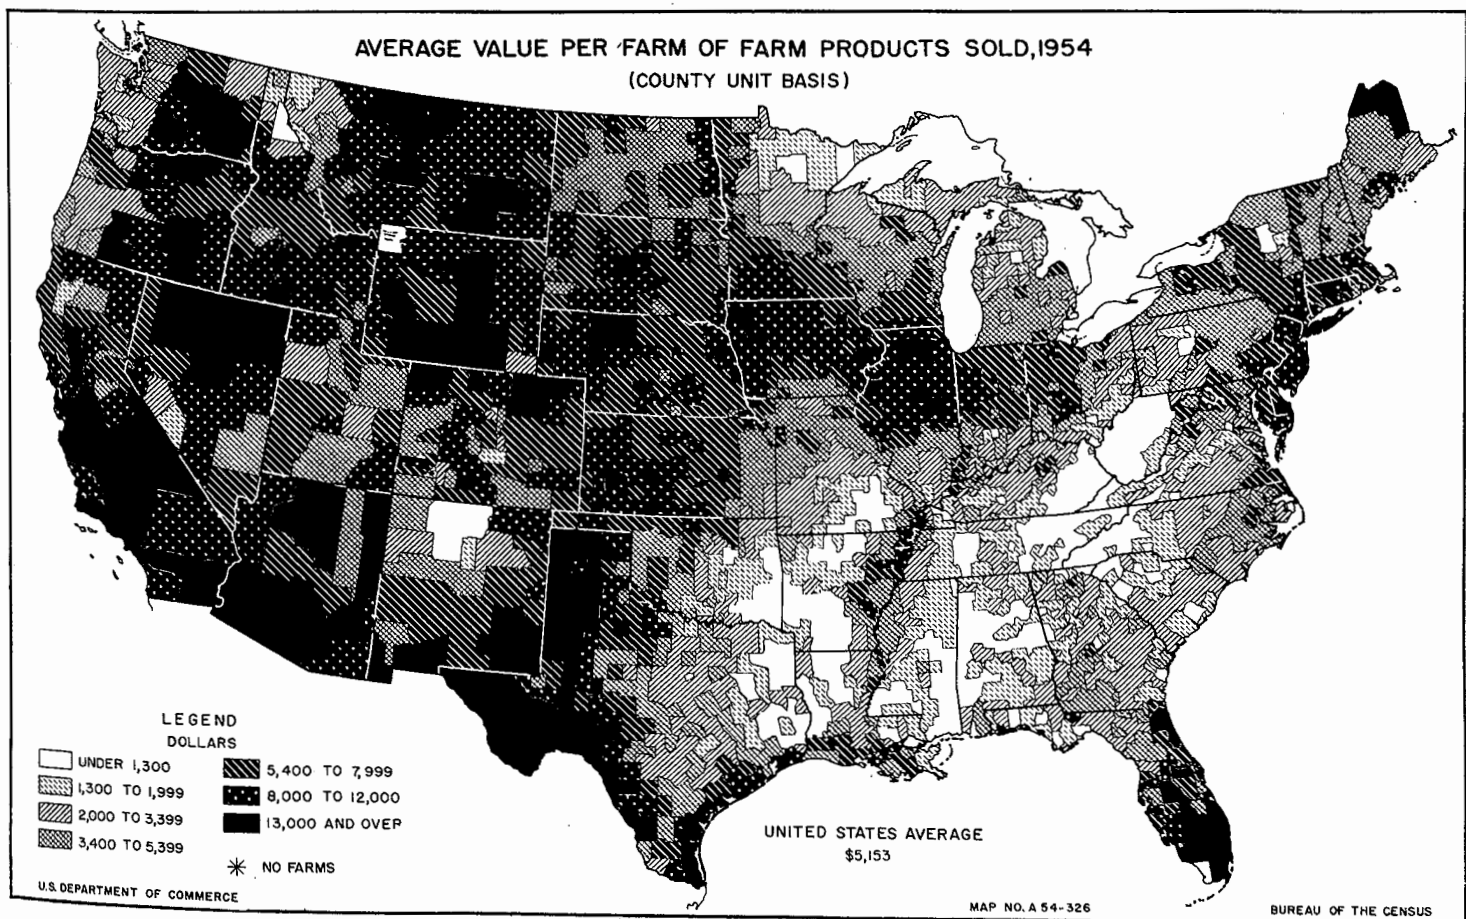 AVERAGE VALUE PER FARM OF FARM PRODUCTS SOLD,1954
(COUNTY UNIT BASIS)
LEGEND
DOLLARS
UNDER 1,300
1,300 TO 1,999
2,000 TO 3,399
3,400 TO 5,399
5,400 TO 7,999
8,000 TO 12,000
13,000 AND OVER
NO FARMS
UNITED STATES AVERAGE
$5,153
U.S. DEPARTMENT OF COMMERCE
MAP NO. A 54-326
BUREAU OF THE CENSUS